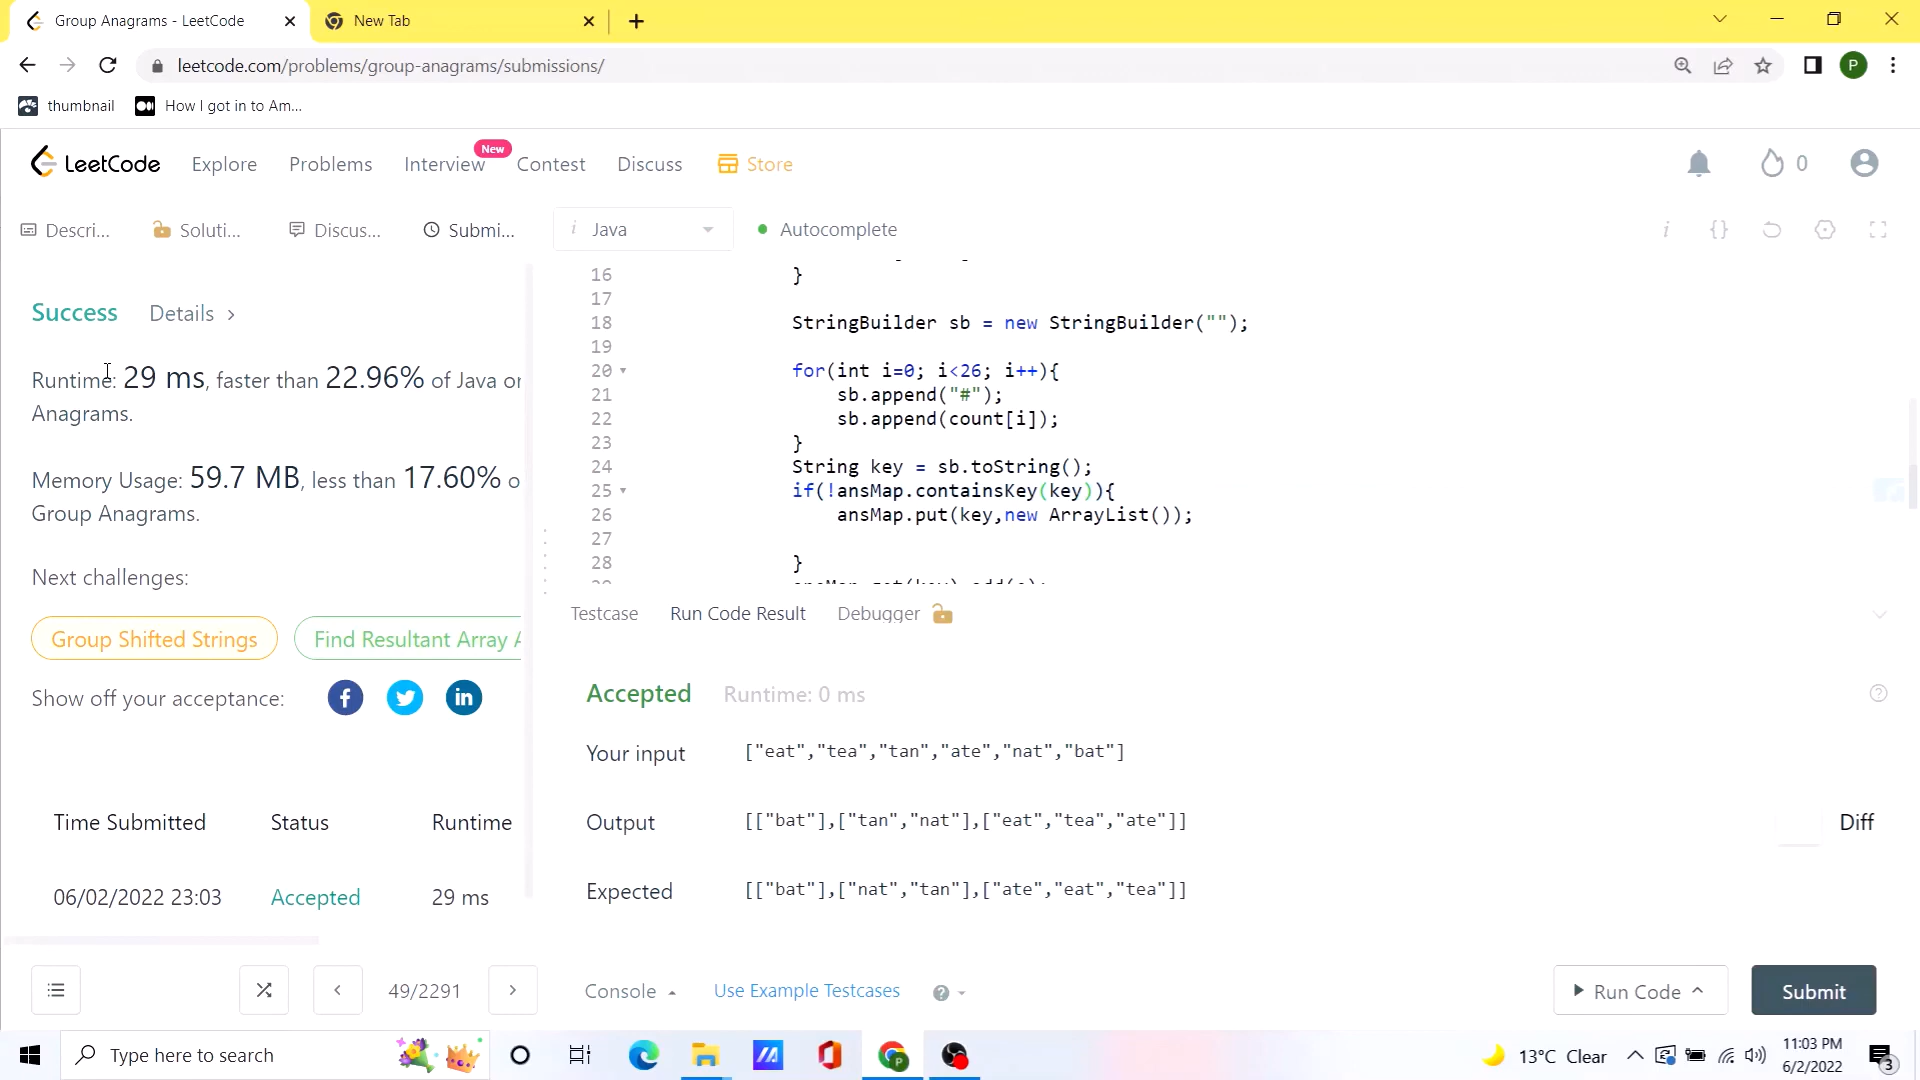 Group Anagrams - LeetCode
New Tab
leetcode.com/problems/group-anagrams/submissions/
P
thumbnail
How I got in to Am...
LeetCode
Explore
Problems
Interview
New
Contest
Discuss
Store
0
Descri...
Soluti...
Discus...
Submi...
i Java
Autocomplete
i {}
Success
Details >
Runtime: 29 ms, faster than 22.96% of Java or
Anagrams.
Memory Usage: 59.7 MB, less than 17.60% o
Group Anagrams.
Next challenges:
Group Shifted Strings
Find Resultant Array A
Show off your acceptance:
Time Submitted Status Runtime
06/02/2022 23:03 Accepted 29 ms
16 }
17
18 StringBuilder sb = new StringBuilder("");
19
20 for(int i=0; i<26; i++){
21 sb.append("#");
22 sb.append(count[i]);
23 }
24 String key = sb.toString();
25 if(!ansMap.containsKey(key)){
26 ansMap.put(key,new ArrayList());
27
28 }
Testcase
Run Code Result
Debugger
Accepted
Runtime: 0 ms
Your input ["eat","tea","tan","ate","nat","bat"]
Output [["bat"],["tan","nat"],["eat","tea","ate"]]
Diff
Expected [["bat"],["nat","tan"],["ate","eat","tea"]]
49/2291
Console
Use Example Testcases
Run Code
Submit
Type here to search
13°C Clear
11:03 PM
6/2/2022
3